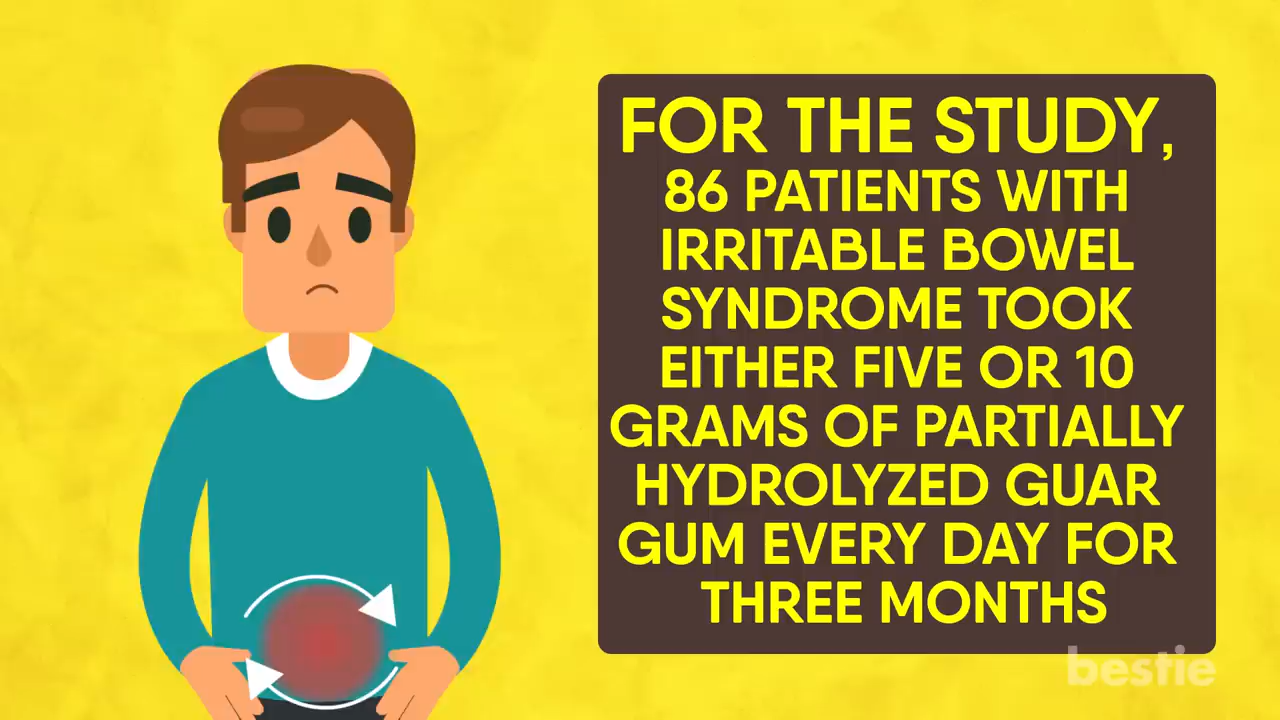 FOR THE STUDY,
86 PATIENTS WITH
IRRITABLE BOWEL
SYNDROME TOOK
EITHER FIVE OR 10
GRAMS OF PARTIALLY
HYDROLYZED GUAR
GUM EVERY DAY FOR
THREE MONTHS
bestie